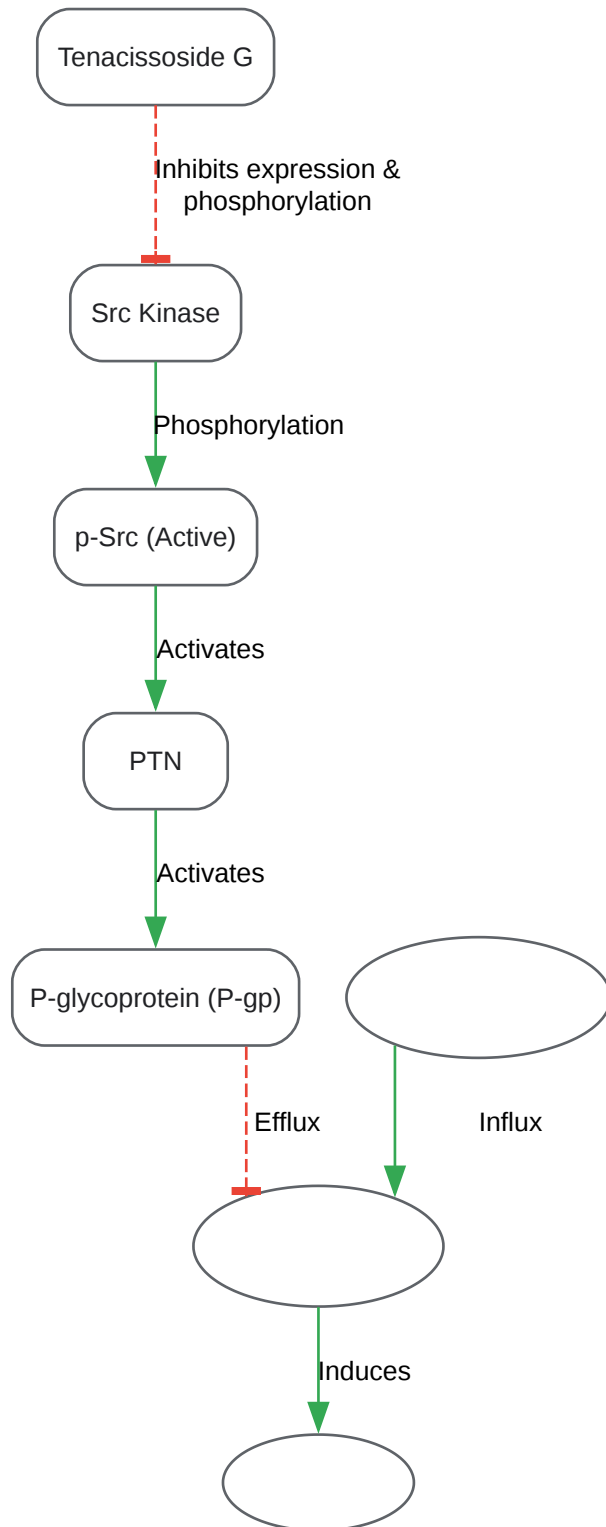 Tenacissoside G
Inhibits expression &
phosphorylation
Src Kinase
Phosphorylation
p-Src (Active)
Activates
PTN
Activates
P-glycoprotein (P-gp)
Efflux
Influx
Induces